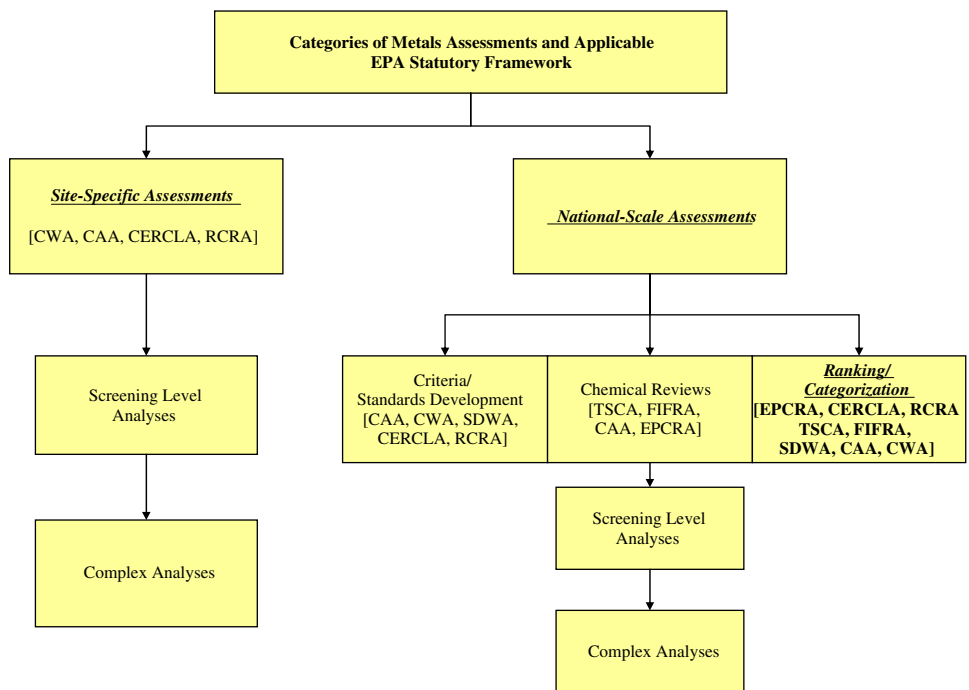 Categories of Metals Assessments and Applicable
EPA Statutory Framework
Site-Specific Assessments
[CWA, CAA, CERCLA, RCRA]
National-Scale Assessments
Screening Level
Analyses
Complex Analyses
Criteria/
Standards Development
[CAA, CWA, SDWA,
CERCLA, RCRA]
Chemical Reviews
[TSCA, FIFRA,
CAA, EPCRA]
Ranking/
Categorization
[EPCRA, CERCLA, RCRA
TSCA, FIFRA,
SDWA, CAA, CWA]
Screening Level
Analyses
Complex Analyses